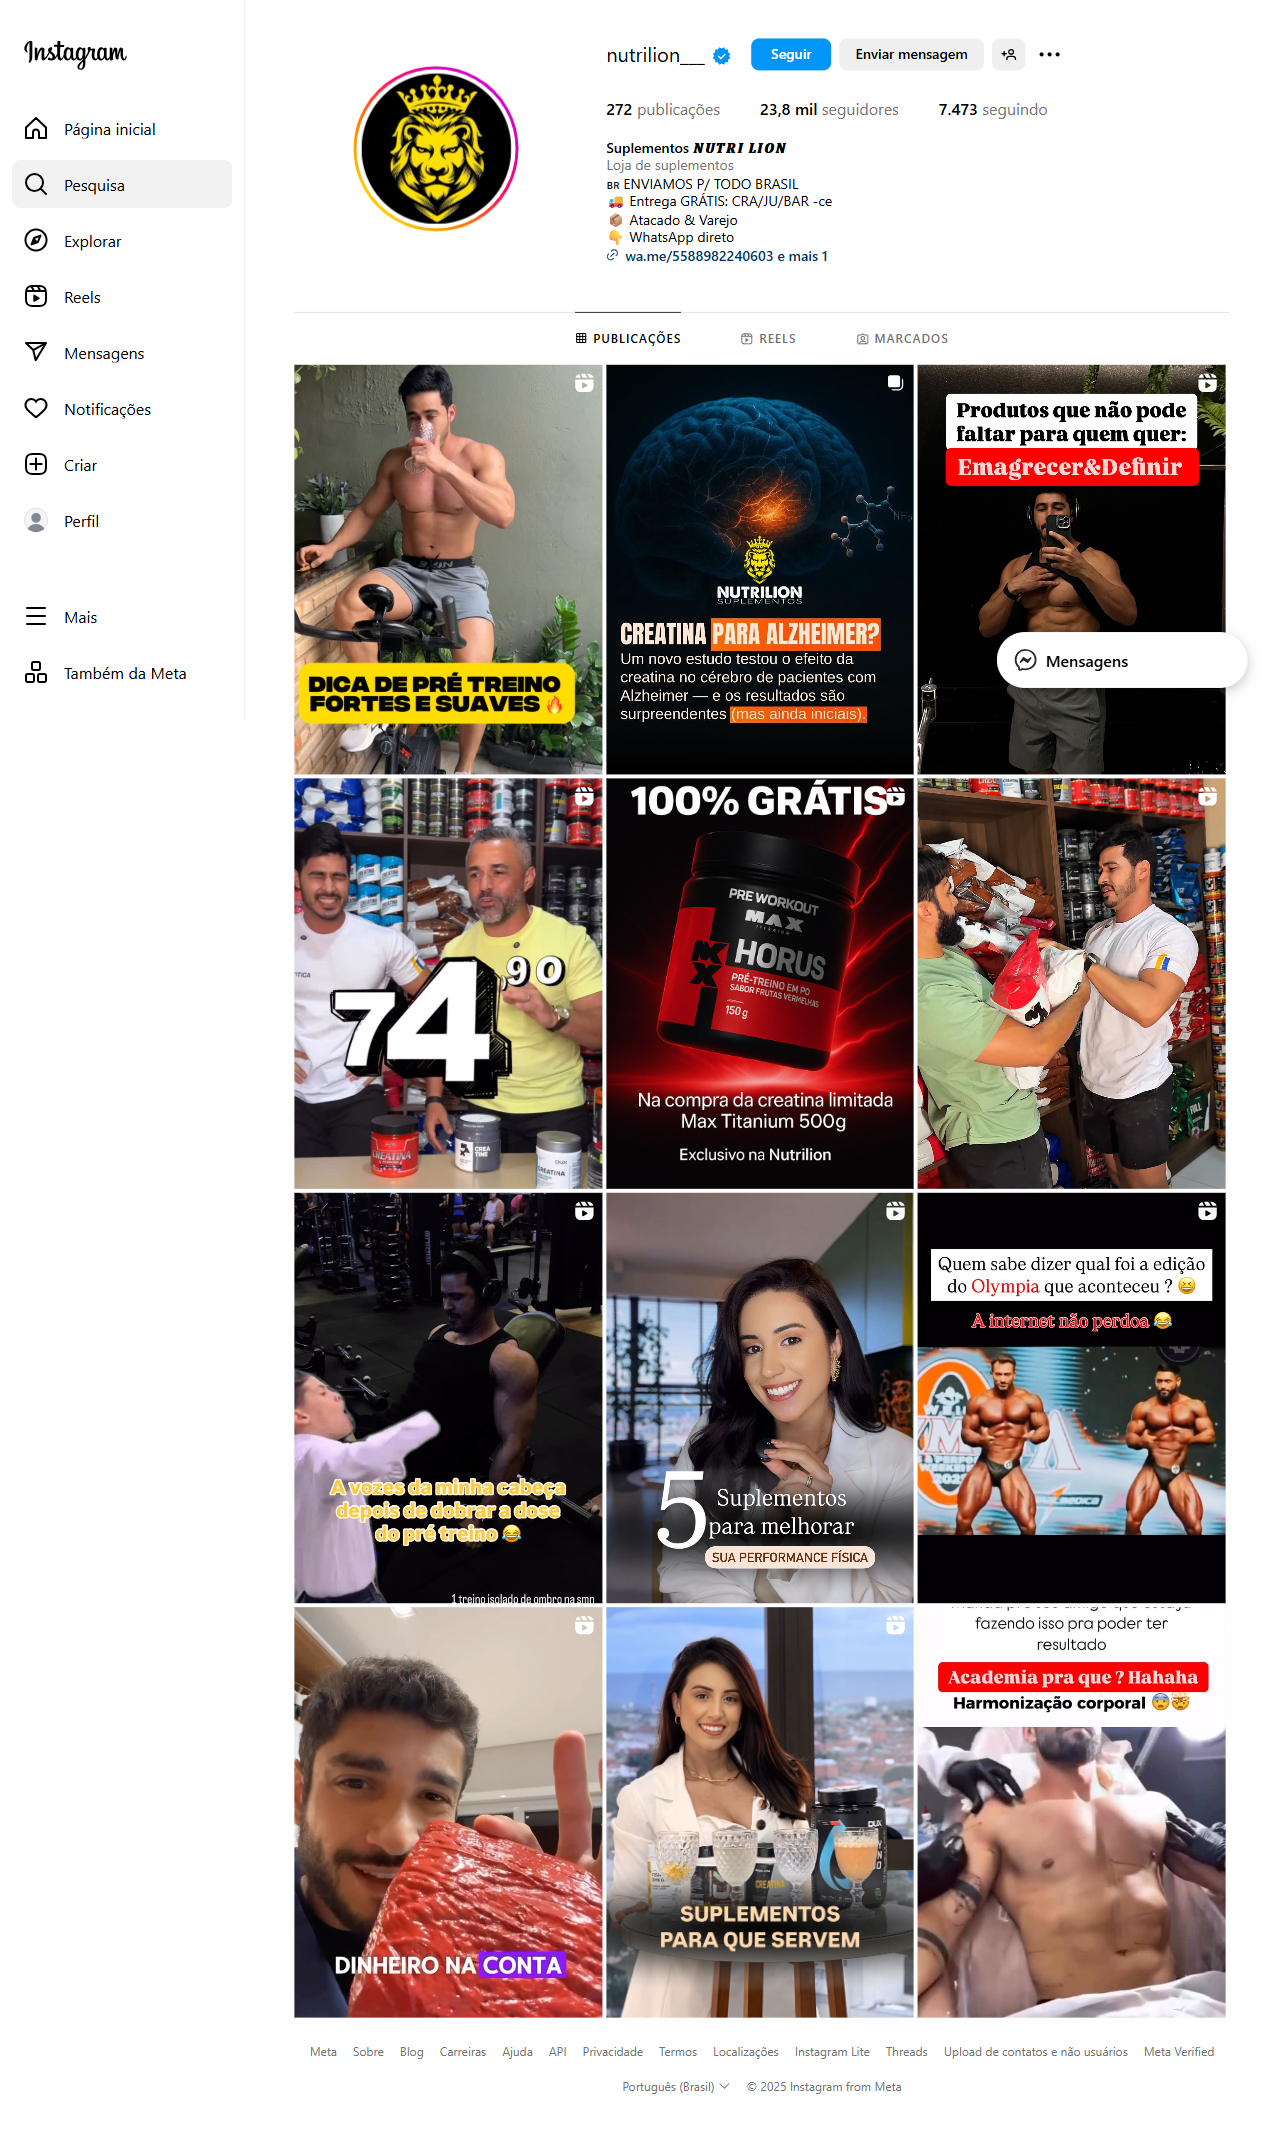 Instagram
Página inicial
Pesquisa
Explorar
Reels
Mensagens
Notificações
Criar
Perfil
Mais
Também da Meta
nutrilion___
Seguir
Enviar mensagem
272 publicações
23,8 mil seguidores
7.473 seguindo
Suplementos NUTRI LION
Loja de suplementos
BR ENVIAMOS P/ TODO BRASIL
🚚 Entrega GRÁTIS: CRA/JU/BAR -ce
📦 Atacado & Varejo
👇 WhatsApp direto
wa.me/5588982240603 e mais 1
PUBLICAÇÕES
REELS
MARCADOS
DICA DE PRÉ TREINO
FORTES E SUAVES 🔥
NUTRILION
SUPLEMENTOS
CREATINA PARA ALZHEIMER?
Um novo estudo testou o efeito da
creatina no cérebro de pacientes com
Alzheimer — e os resultados são
surpreendentes (mas ainda iniciais).
Produtos que não pode
faltar para quem quer:
Emagrecer&Definir
Mensagens
74,90
CREATINA
CREA
TINE
DUX
CREATINA
100% GRÁTIS
PRE WORKOUT
MAX
TITANIUM
HORUS
PRÉ-TREINO EM PÓ
SABOR FRUTAS VERMELHAS
150 g
Na compra da creatina limitada
Max Titanium 500g
Exclusivo na Nutrilion
FULL
A vozes da minha cabeça
depois de dobrar a dose
do pré treino 😂
1 treino isolado de ombro na smp
5 Suplementos
para melhorar
SUA PERFORMANCE FÍSICA
Quem sabe dizer qual foi a edição
do Olympia que aconteceu ? 😆
A internet não perdoa 😂
DINHEIRO NA CONTA
DUX
CREATINA
SUPLEMENTOS
PARA QUE SERVEM
fazendo isso pra poder ter
resultado
Academia pra que ? Hahaha
Harmonização corporal 😨🤯
Meta
Sobre
Blog
Carreiras
Ajuda
API
Privacidade
Termos
Localizações
Instagram Lite
Threads
Upload de contatos e não usuários
Meta Verified
Português (Brasil)
© 2025 Instagram from Meta